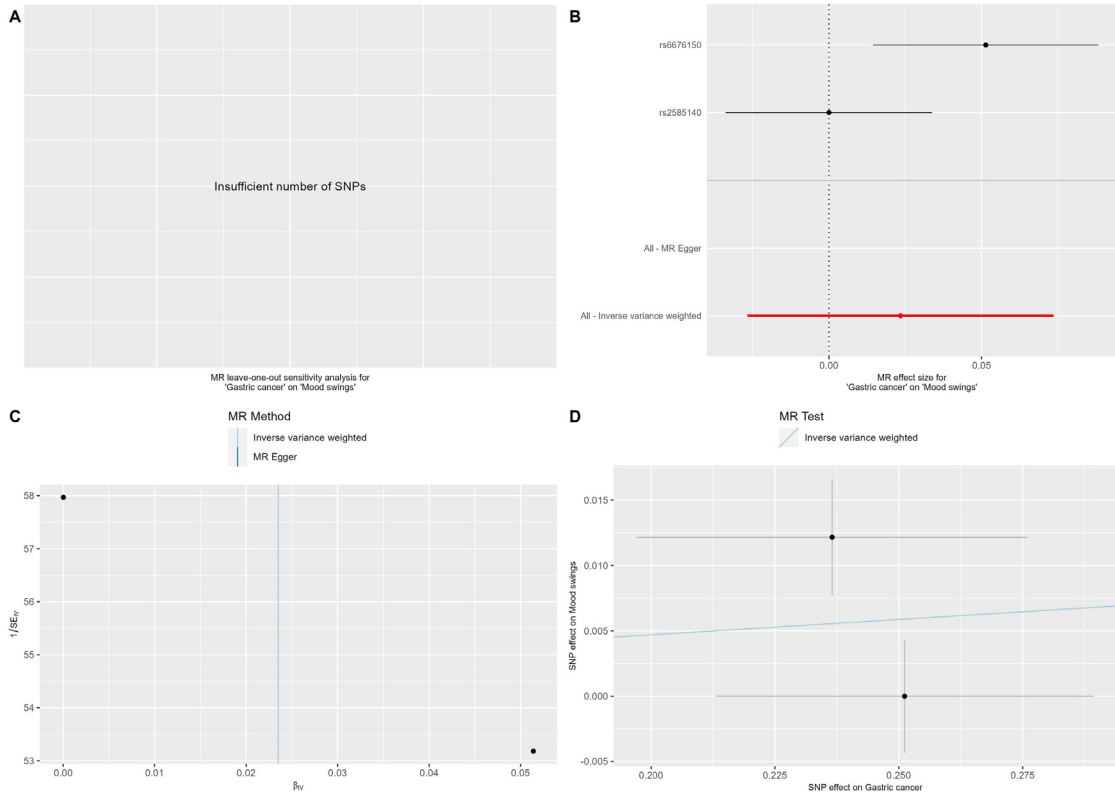 A
Insufficient number of SNPs
MR leave-one-out sensitivity analysis for
'Gastric cancer' on 'Mood swings'
B
rs6676150
rs2585140
All - MR Egger
All - Inverse variance weighted
0.00
0.05
MR effect size for
'Gastric cancer' on 'Mood swings'
C
MR Method
Inverse variance weighted
MR Egger
58
57
56
55
54
53
1/SE_IV
0.00
0.01
0.02
0.03
0.04
0.05
β_IV
D
MR Test
Inverse variance weighted
0.015
0.010
0.005
0.000
-0.005
SNP effect on Mood swings
0.200
0.225
0.250
0.275
SNP effect on Gastric cancer